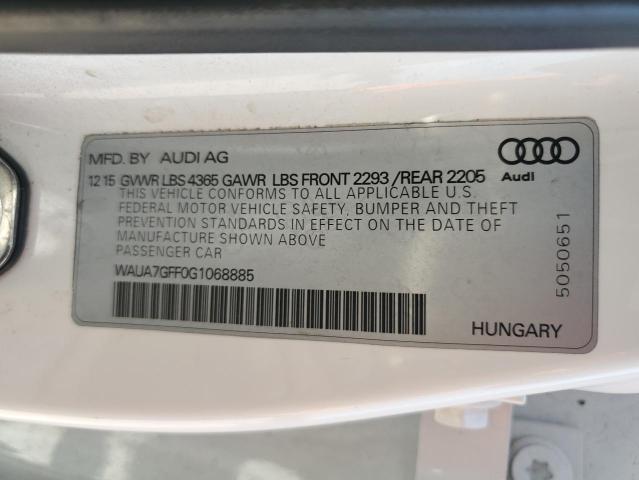 MFD. BY AUDI AG
12 15 GVWR LBS 4365 GAWR LBS FRONT 2293 /REAR 2205
THIS VEHICLE CONFORMS TO ALL APPLICABLE U.S.
FEDERAL MOTOR VEHICLE SAFETY, BUMPER AND THEFT
PREVENTION STANDARDS IN EFFECT ON THE DATE OF
MANUFACTURE SHOWN ABOVE
PASSENGER CAR
WAUA7GFF0G1068885
Audi
5050651
HUNGARY